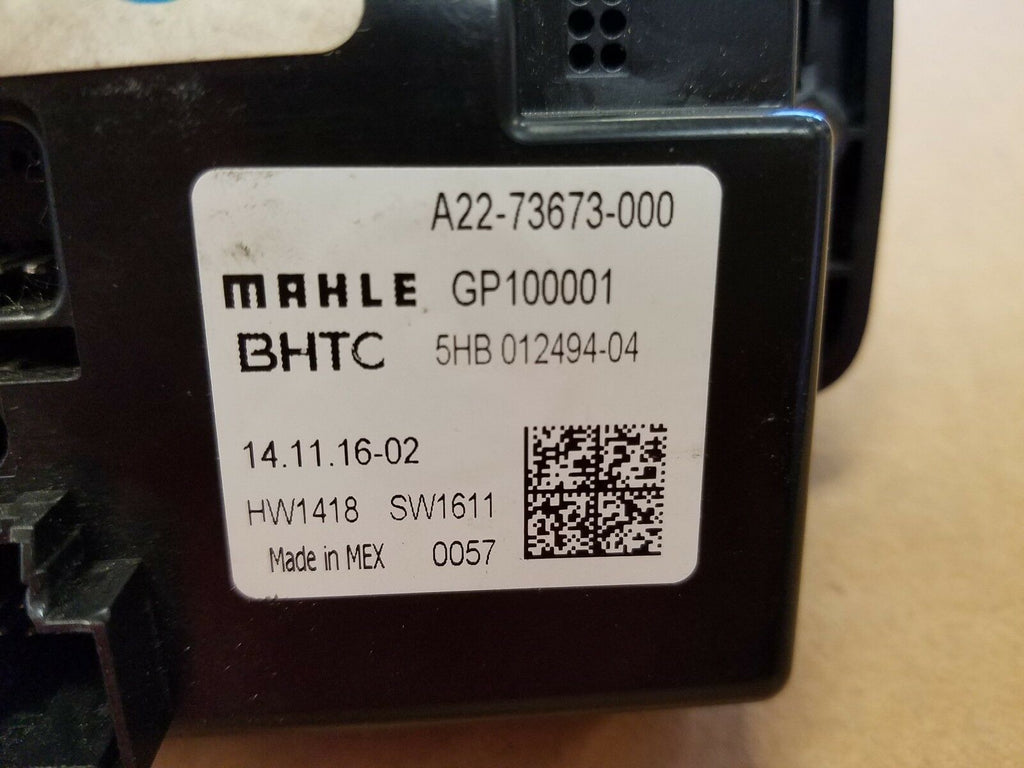 A22-73673-000
MAHLE GP100001
BHTC 5HB 012494-04
14.11.16-02
HW1418 SW1611
Made in MEX 0057